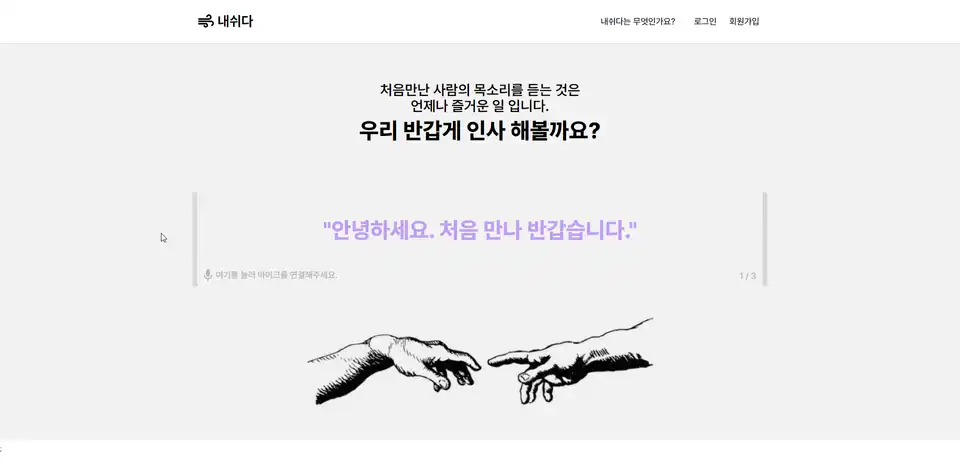 내쉬다
내쉬다는 무엇인가요?
로그인
회원가입
처음만난 사람의 목소리를 듣는 것은
언제나 즐거운 일 입니다.
우리 반갑게 인사 해볼까요?
"안녕하세요. 처음 만나 반갑습니다."
여기를 눌러 마이크를 연결해주세요.
1 / 3